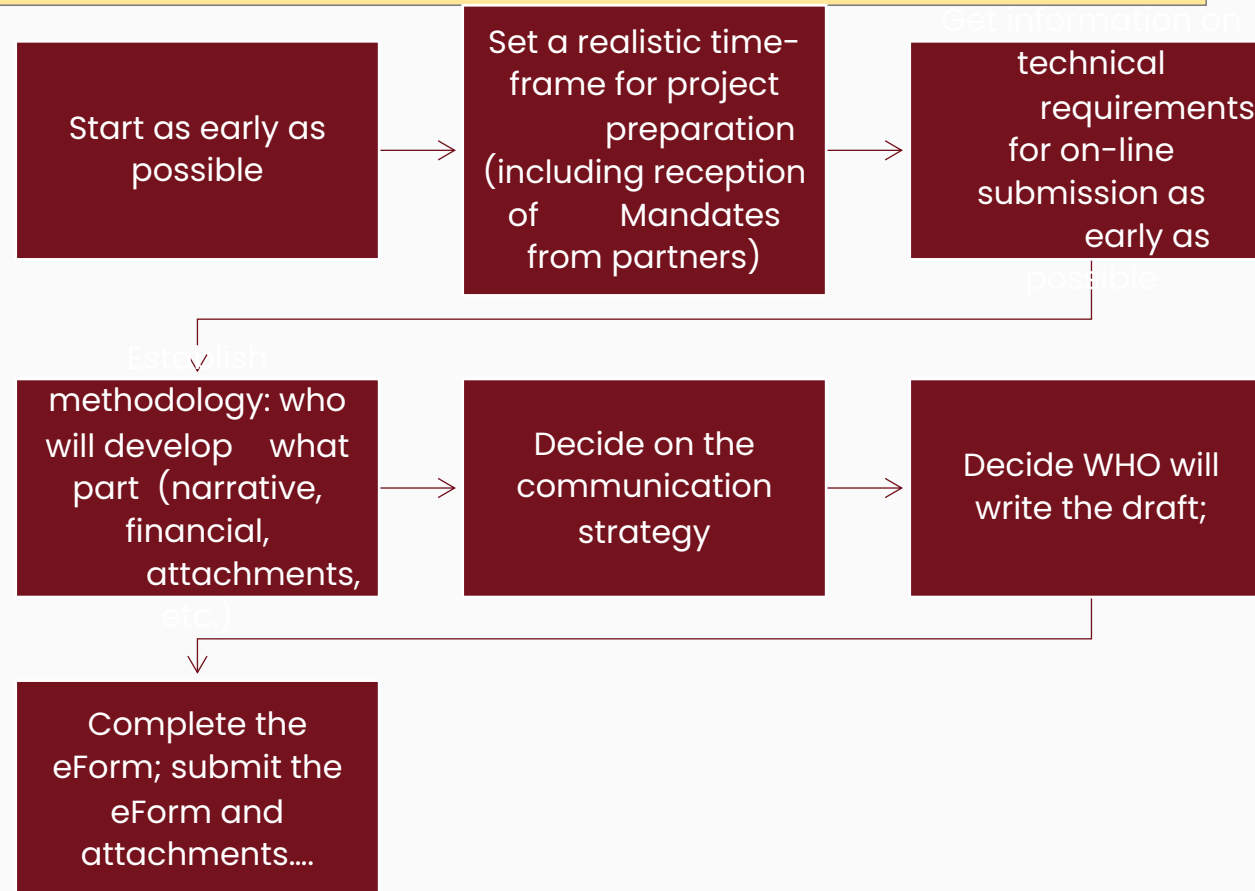 Start as early as
possible
Set a realistic time-
frame for project
preparation
(including reception
of Mandates
from partners)
Get information on
technical
requirements
for on-line
submission as
early as
possible
Establish
methodology: who
will develop what
part (narrative,
financial,
attachments,
etc.)
Decide on the
communication
strategy
Decide WHO will
write the draft;
Complete the
eForm; submit the
eForm and
attachments....